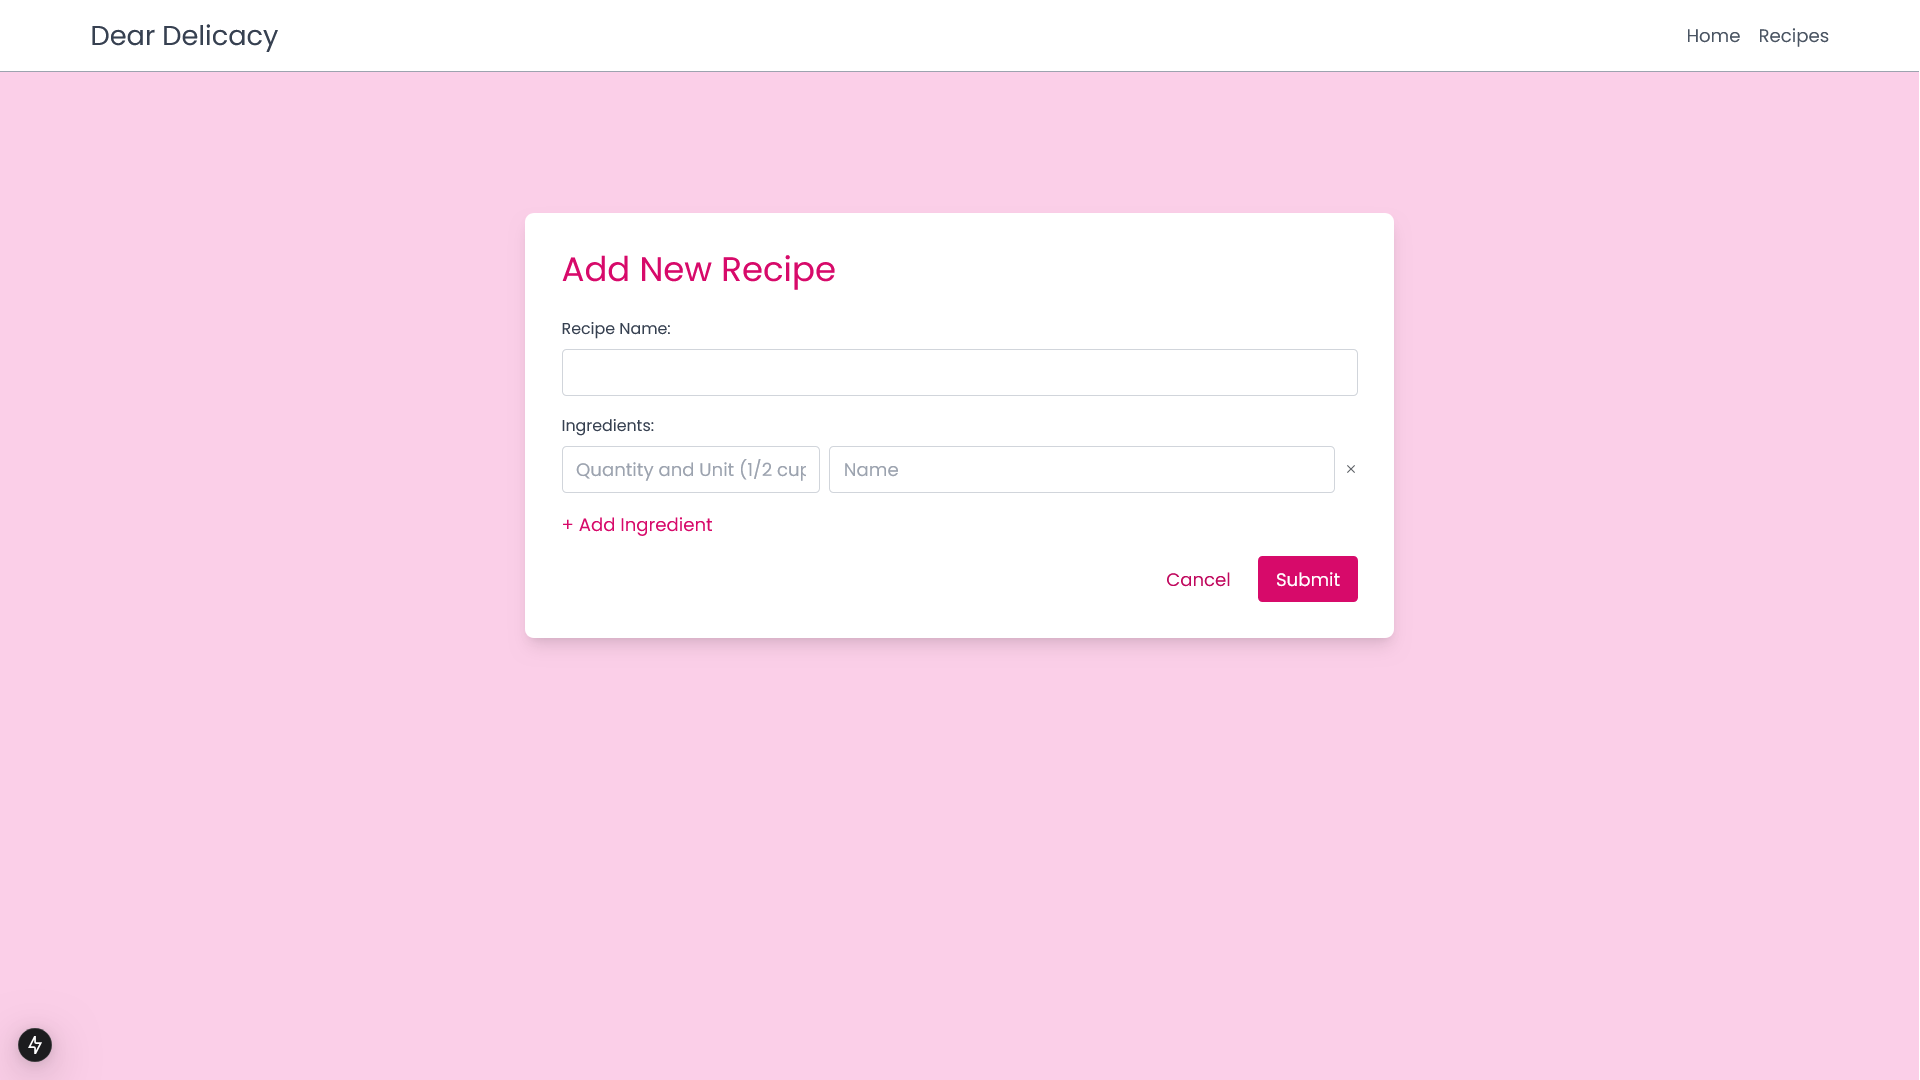 Dear Delicacy
Home Recipes
Add New Recipe
Recipe Name:
Ingredients:
Quantity and Unit (1/2 cup Name ×
+ Add Ingredient
Cancel Submit